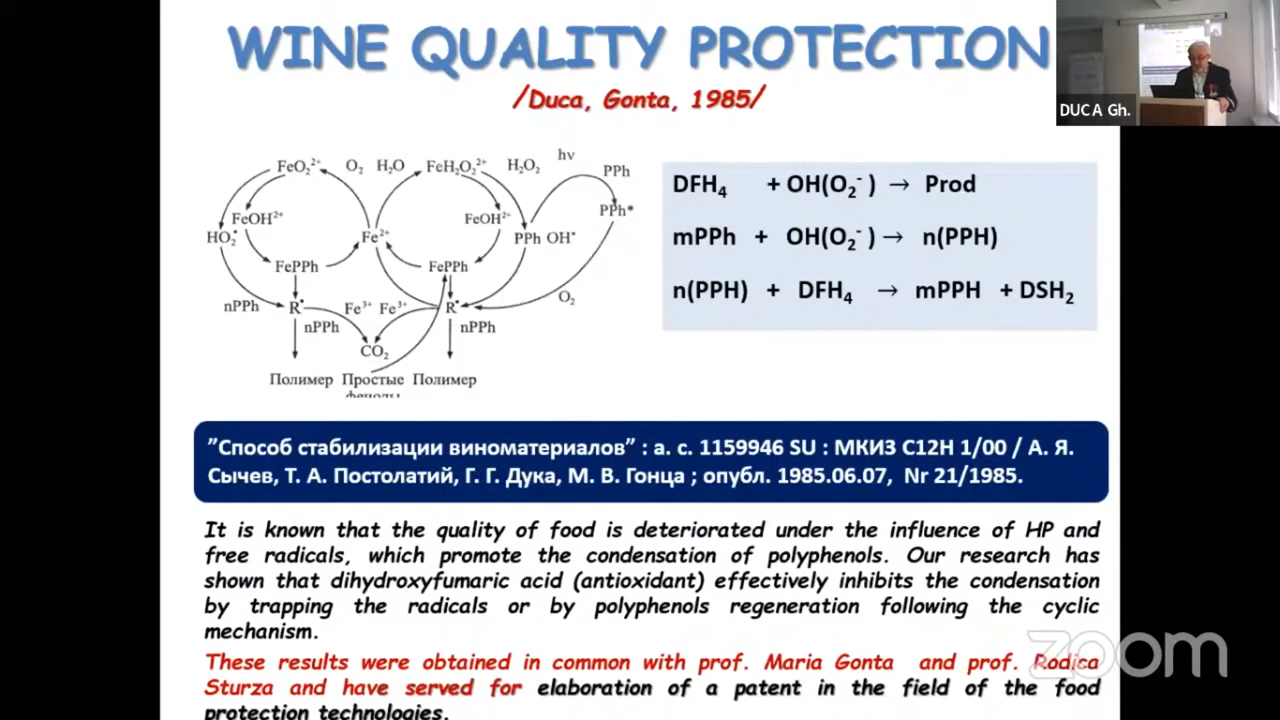 WINE QUALITY PROTECTION
/Duca, Gonta, 1985/
DUCA Gh.
FeO₂²⁺ O₂ H₂O FeH₂O₂²⁺ H₂O₂ hν PPh
FeOH²⁺ FeOH²⁺ PPh*
HO₂• Fe²⁺ PPh OH•
FePPh FePPh
nPPh R• Fe³⁺ Fe³⁺ R• O₂
nPPh nPPh
CO₂
Полимер Простые Полимер
фенолы
DFH₄ + OH(O₂⁻ ) → Prod
mPPh + OH(O₂⁻ ) → n(PPH)
n(PPH) + DFH₄ → mPPH + DSH₂
”Способ стабилизации виноматериалов” : а. с. 1159946 SU : МКИЗ С12Н 1/00 / А. Я.
Сычев, Т. А. Постолатий, Г. Г. Дука, М. В. Гонца ; опубл. 1985.06.07, Nr 21/1985.
It is known that the quality of food is deteriorated under the influence of HP and
free radicals, which promote the condensation of polyphenols. Our research has
shown that dihydroxyfumaric acid (antioxidant) effectively inhibits the condensation
by trapping the radicals or by polyphenols regeneration following the cyclic
mechanism.
These results were obtained in common with prof. Maria Gonta and prof. Rodica
Sturza and have served for elaboration of a patent in the field of the food
protection technologies.
zoom